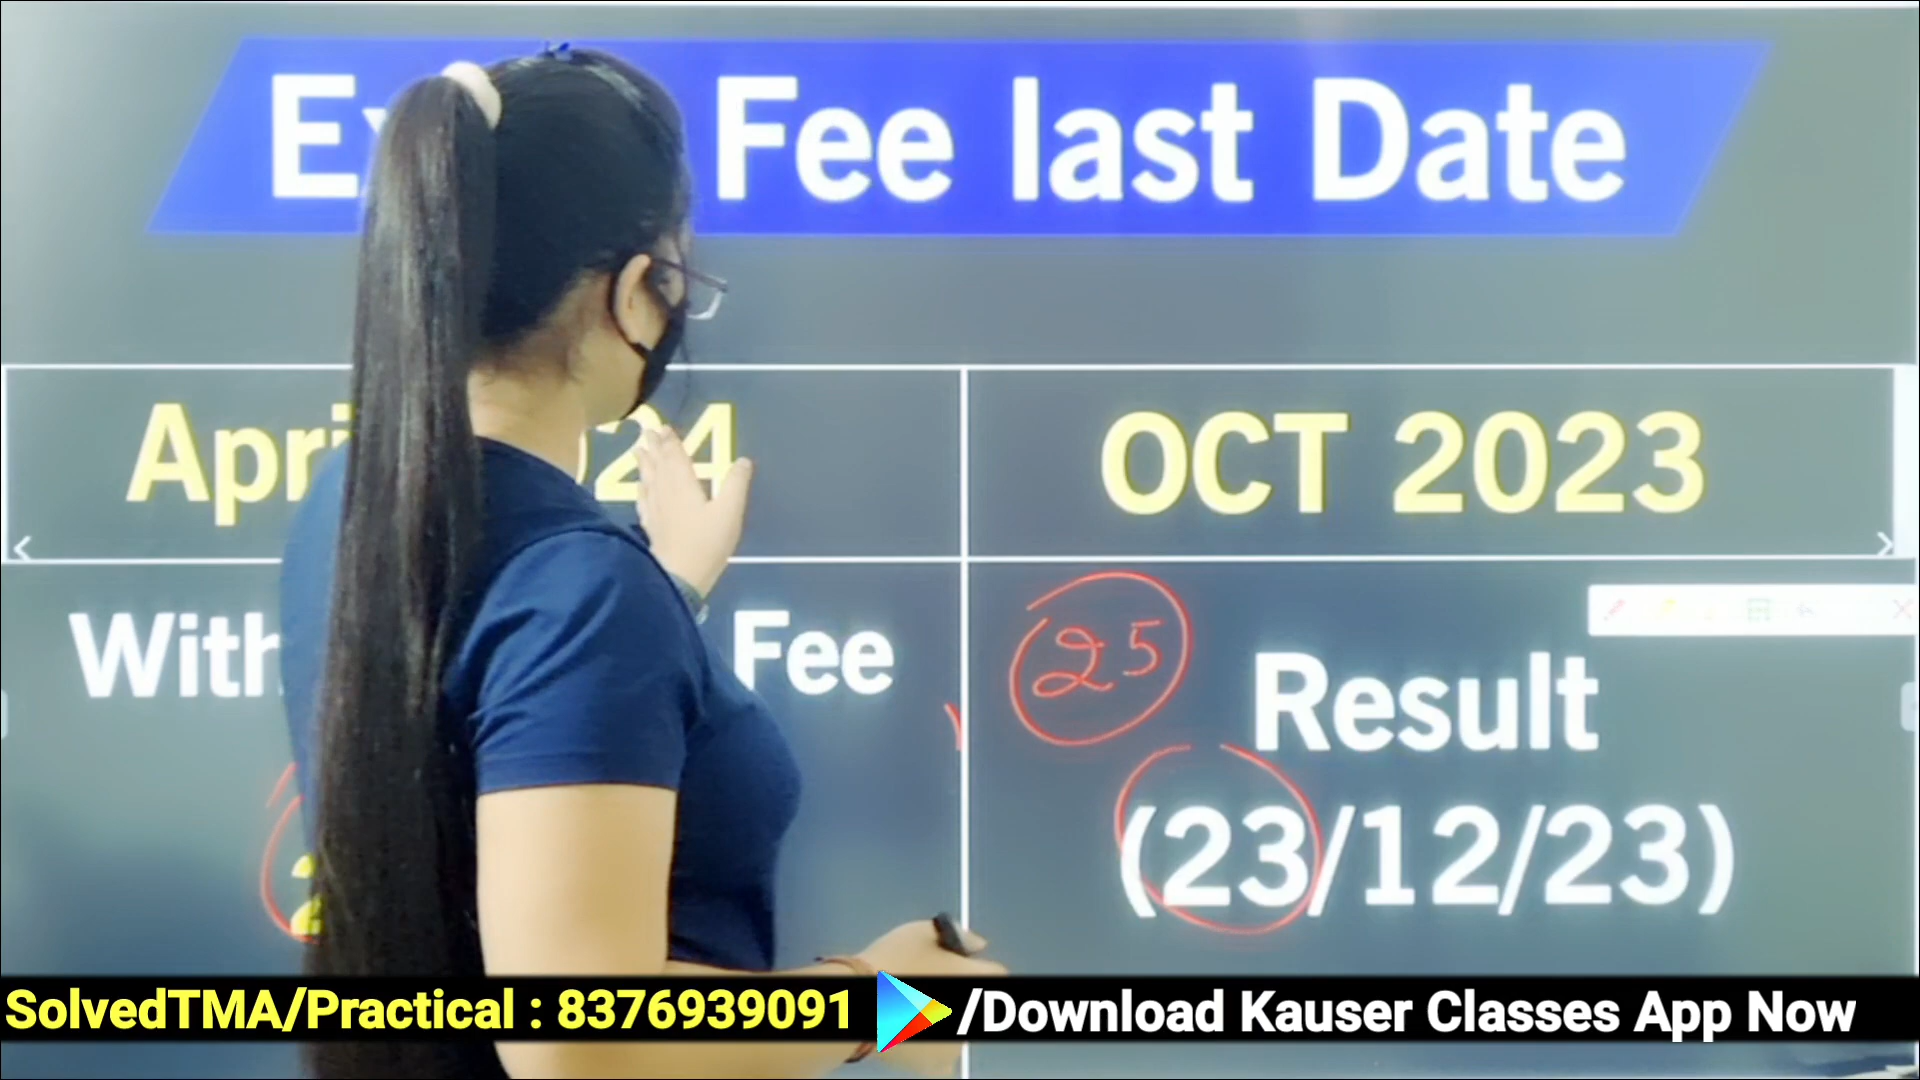 Fee last Date
OCT 2023
Fee
25
Result
(23/12/23)
SolvedTMA/Practical : 8376939091 /Download Kauser Classes App Now